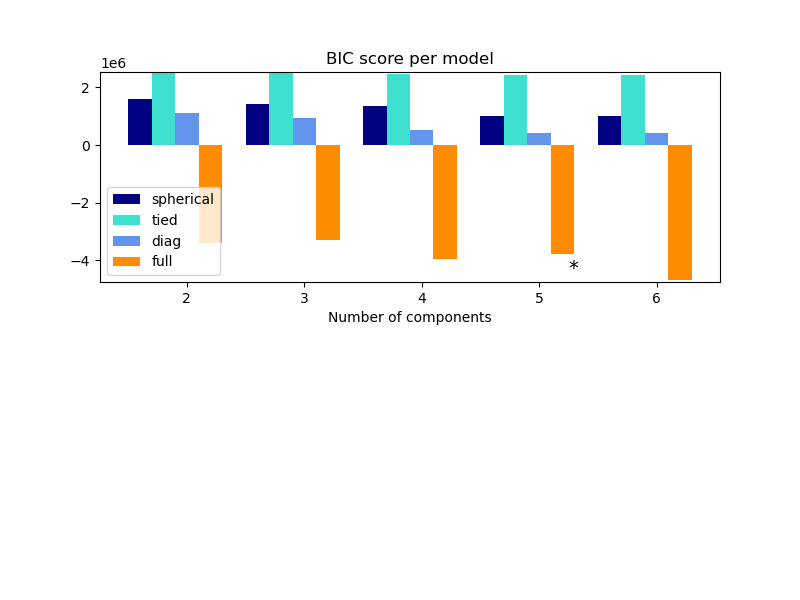 BIC score per model
1e6
2
0
−2
−4
spherical
tied
diag
full
*
2 3 4 5 6
Number of components